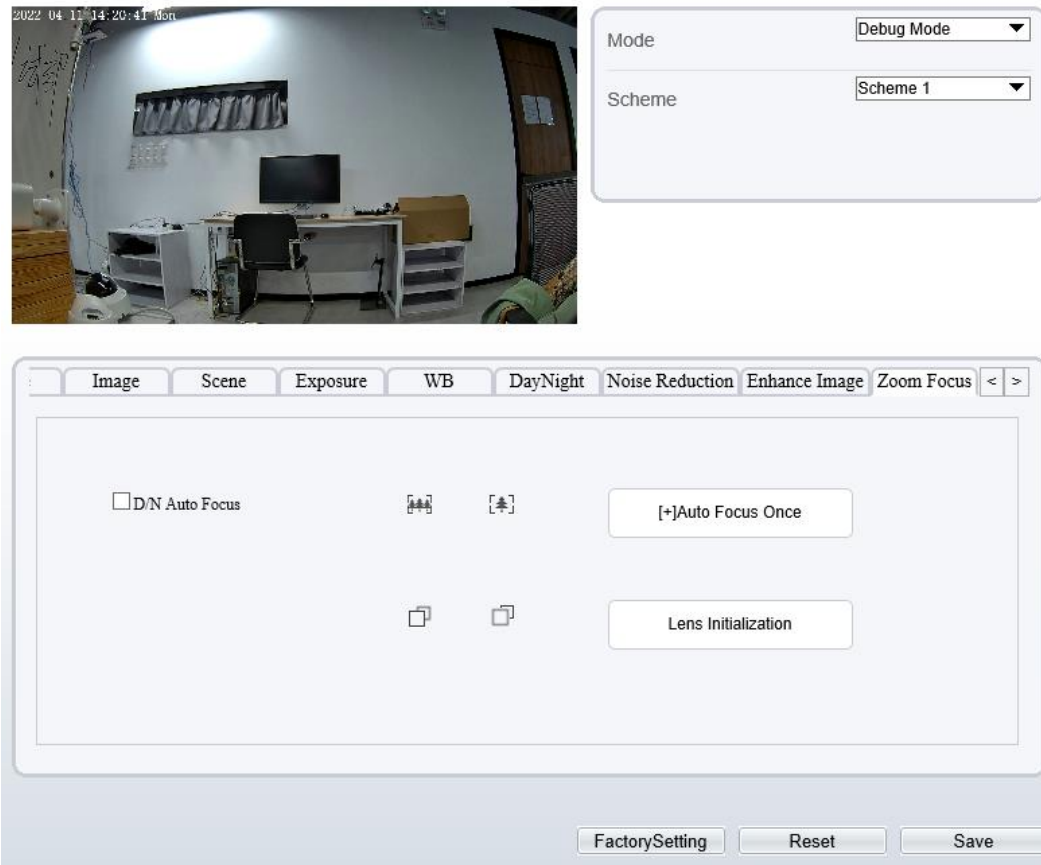 2022 04 11 14:20:41 Mon
Mode
Debug Mode
Scheme
Scheme 1
Image
Scene
Exposure
WB
DayNight
Noise Reduction
Enhance Image
Zoom Focus
<
>
D/N Auto Focus
[+]Auto Focus Once
Lens Initialization
FactorySetting
Reset
Save